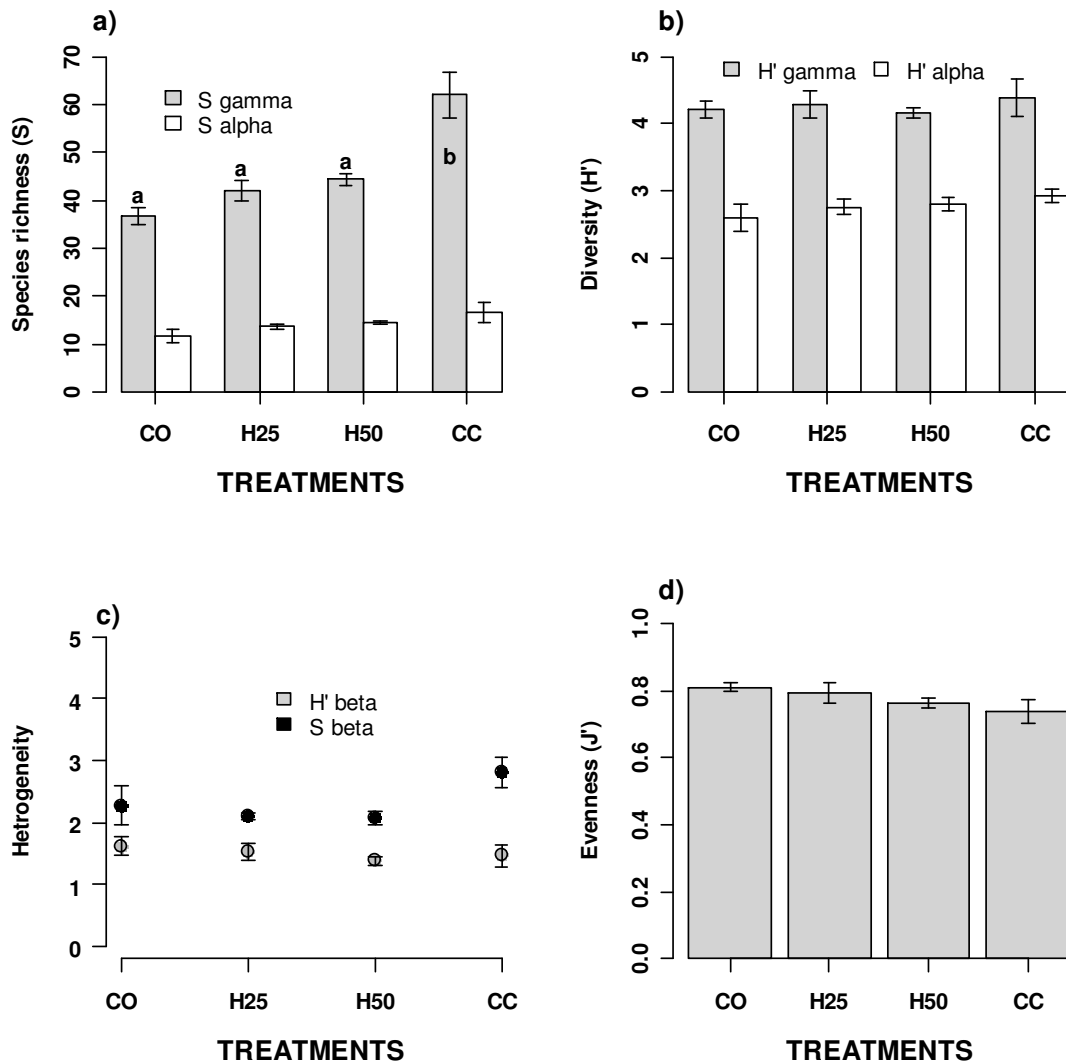 a)
Species richness (S)
70
60
50
40
30
20
10
0
S gamma
S alpha
a
a
a
b
CO H25 H50 CC
TREATMENTS
b)
Diversity (H')
5
4
3
2
1
0
H' gamma H' alpha
CO H25 H50 CC
TREATMENTS
c)
Hetrogeneity
5
4
3
2
1
0
H' beta
S beta
CO H25 H50 CC
TREATMENTS
d)
Evenness (J')
1.0
0.8
0.6
0.4
0.2
0.0
CO H25 H50 CC
TREATMENTS